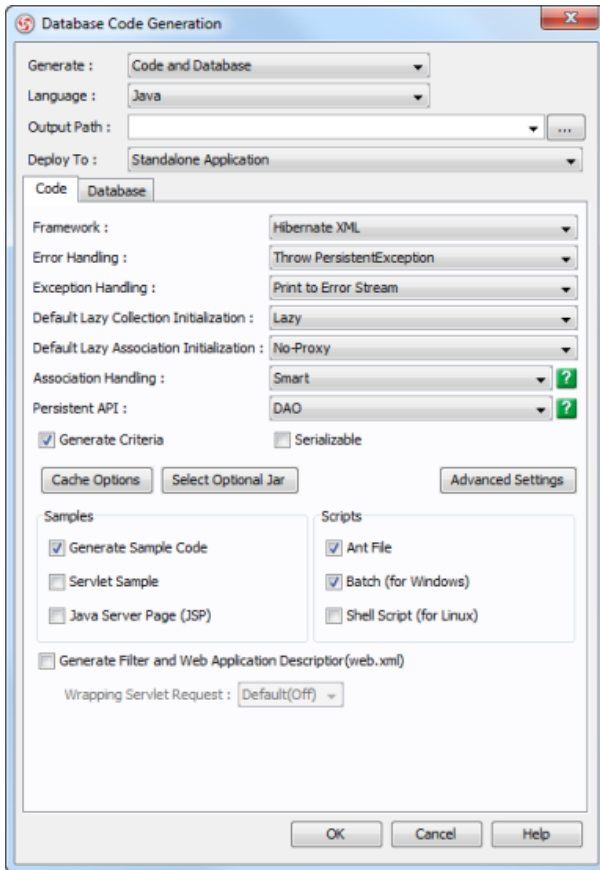 Database Code Generation
Generate : Code and Database
Language : Java
Output Path : ...
Deploy To : Standalone Application
Code Database
Framework : Hibernate XML
Error Handling : Throw PersistentException
Exception Handling : Print to Error Stream
Default Lazy Collection Initialization : Lazy
Default Lazy Association Initialization : No-Proxy
Association Handling : Smart ?
Persistent API : DAO ?
Generate Criteria Serializable
Cache Options Select Optional Jar Advanced Settings
Samples Scripts
Generate Sample Code Ant File
Servlet Sample Batch (for Windows)
Java Server Page (JSP) Shell Script (for Linux)
Generate Filter and Web Application Descriptior(web.xml)
Wrapping Servlet Request : Default(Off)
OK Cancel Help